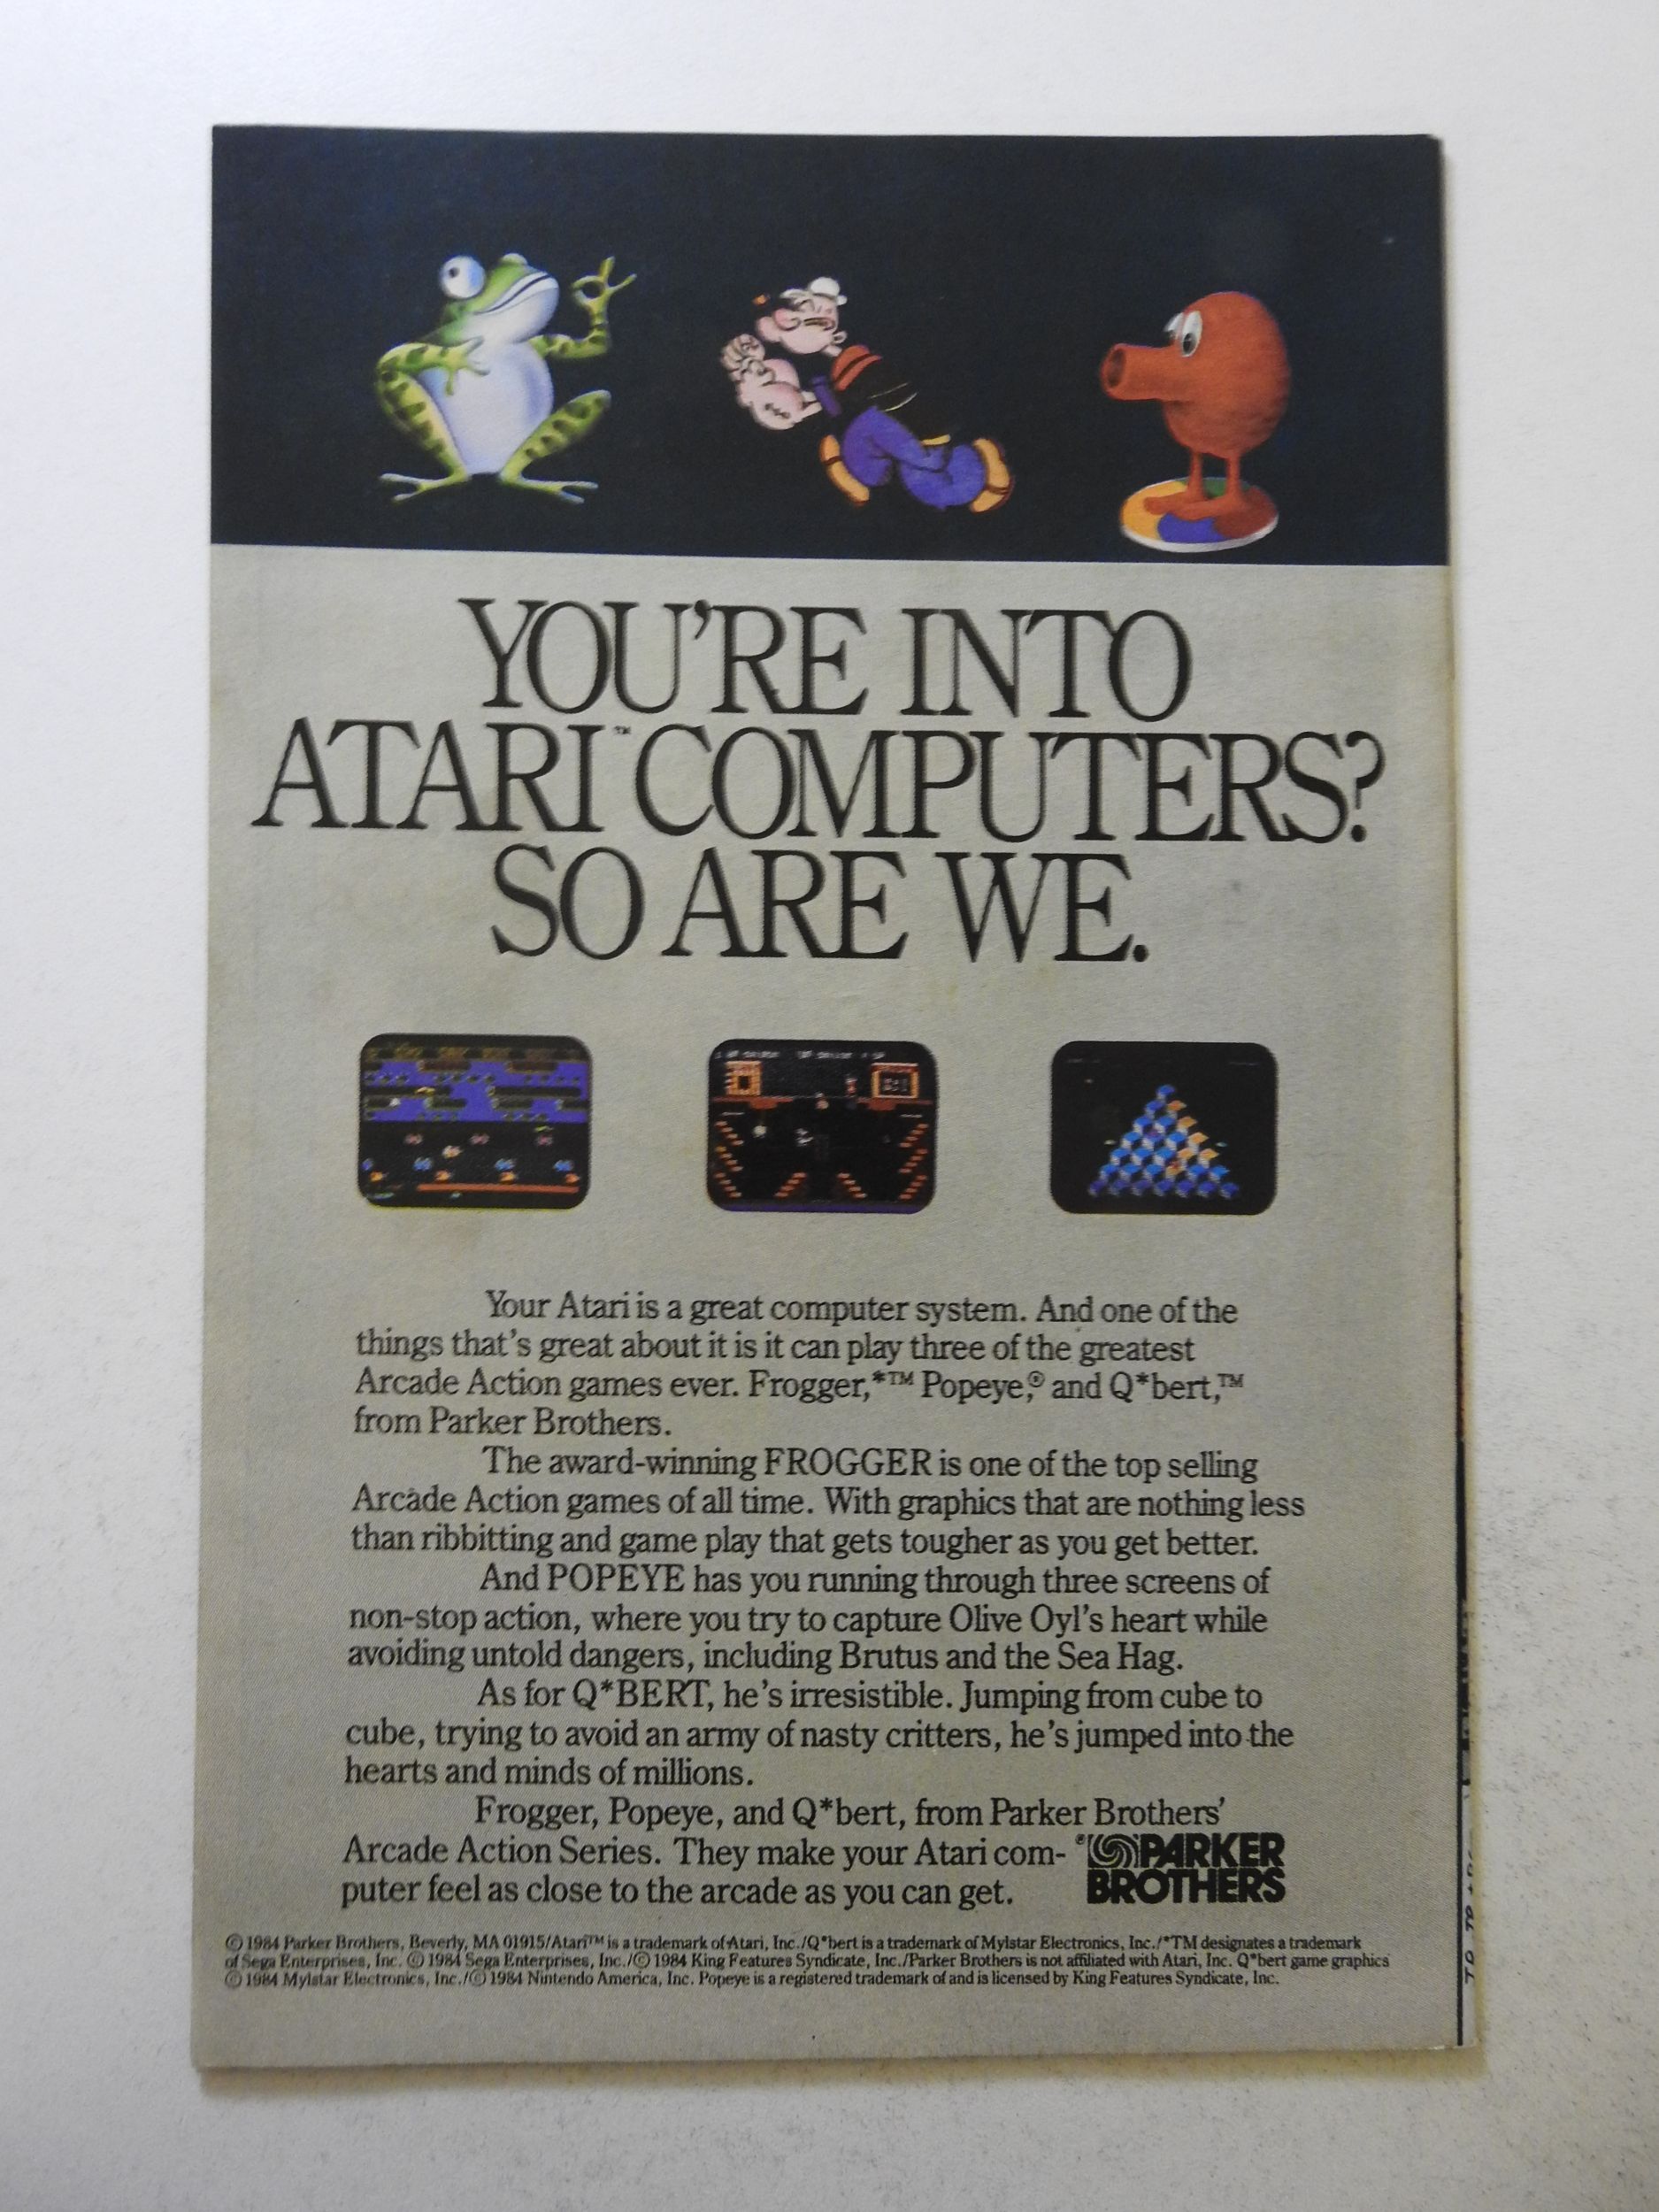 YOU'RE INTO
ATARI™ COMPUTERS?
SO ARE WE.
Your Atari is a great computer system. And one of the
things that's great about it is it can play three of the greatest
Arcade Action games ever. Frogger,*™ Popeye,® and Q*bert,™
from Parker Brothers.
The award-winning FROGGER is one of the top selling
Arcade Action games of all time. With graphics that are nothing less
than ribbitting and game play that gets tougher as you get better.
And POPEYE has you running through three screens of
non-stop action, where you try to capture Olive Oyl's heart while
avoiding untold dangers, including Brutus and the Sea Hag.
As for Q*BERT, he's irresistible. Jumping from cube to
cube, trying to avoid an army of nasty critters, he's jumped into the
hearts and minds of millions.
Frogger, Popeye, and Q*bert, from Parker Brothers'
Arcade Action Series. They make your Atari com-
puter feel as close to the arcade as you can get.
PARKER
BROTHERS
© 1984 Parker Brothers, Beverly, MA 01915/Atari™ is a trademark of Atari, Inc./Q*bert is a trademark of Mylstar Electronics, Inc./*TM designates a trademark
of Sega Enterprises, Inc. © 1984 Sega Enterprises, Inc./© 1984 King Features Syndicate, Inc./Parker Brothers is not affiliated with Atari, Inc. Q*bert game graphics
© 1984 Mylstar Electronics, Inc./© 1984 Nintendo America, Inc. Popeye is a registered trademark of and is licensed by King Features Syndicate, Inc.